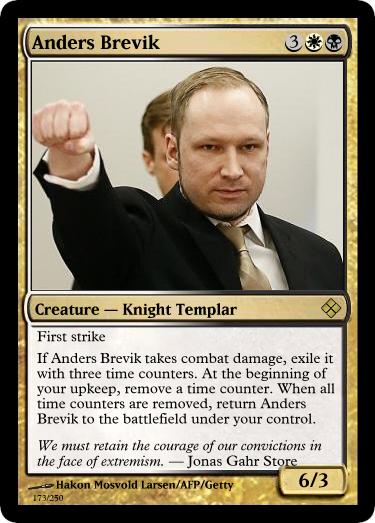 Anders Brevik 3
Creature — Knight Templar
First strike
If Anders Brevik takes combat damage, exile it
with three time counters. At the beginning of
your upkeep, remove a time counter. When all
time counters are removed, return Anders
Brevik to the battlefield under your control.
We must retain the courage of our convictions in
the face of extremism. — Jonas Gahr Store
6/3
Hakon Mosvold Larsen/AFP/Getty
173/250